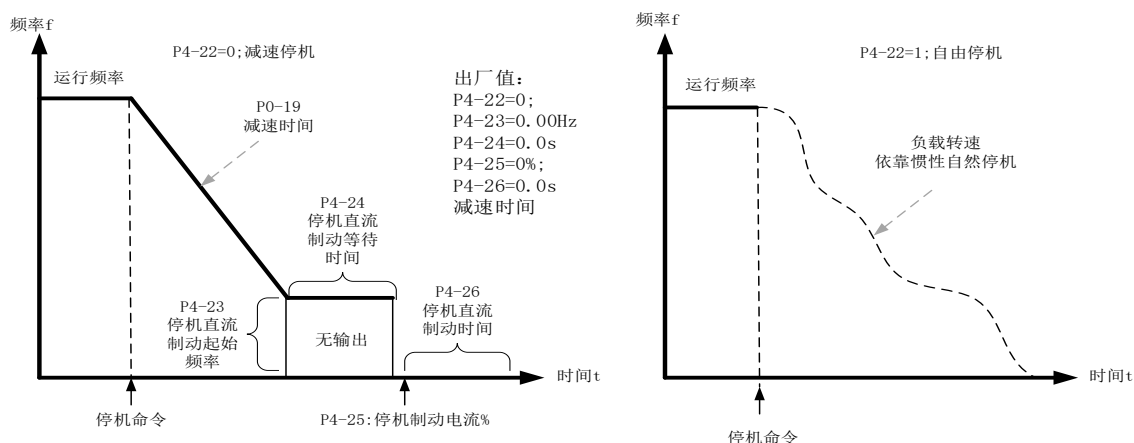 频率f
P4-22=0;减速停机
运行频率
P0-19
减速时间
出厂值:
P4-22=0;
P4-23=0.00Hz
P4-24=0.0s
P4-25=0%;
P4-26=0.0s
减速时间
P4-24
停机直流
制动等待
时间
P4-23
停机直流
制动起始
频率
无输出
P4-26
停机直流
制动时间
时间t
停机命令
P4-25:停机制动电流%
频率f
P4-22=1;自由停机
运行频率
负载转速
依靠惯性自然停机
时间t
停机命令